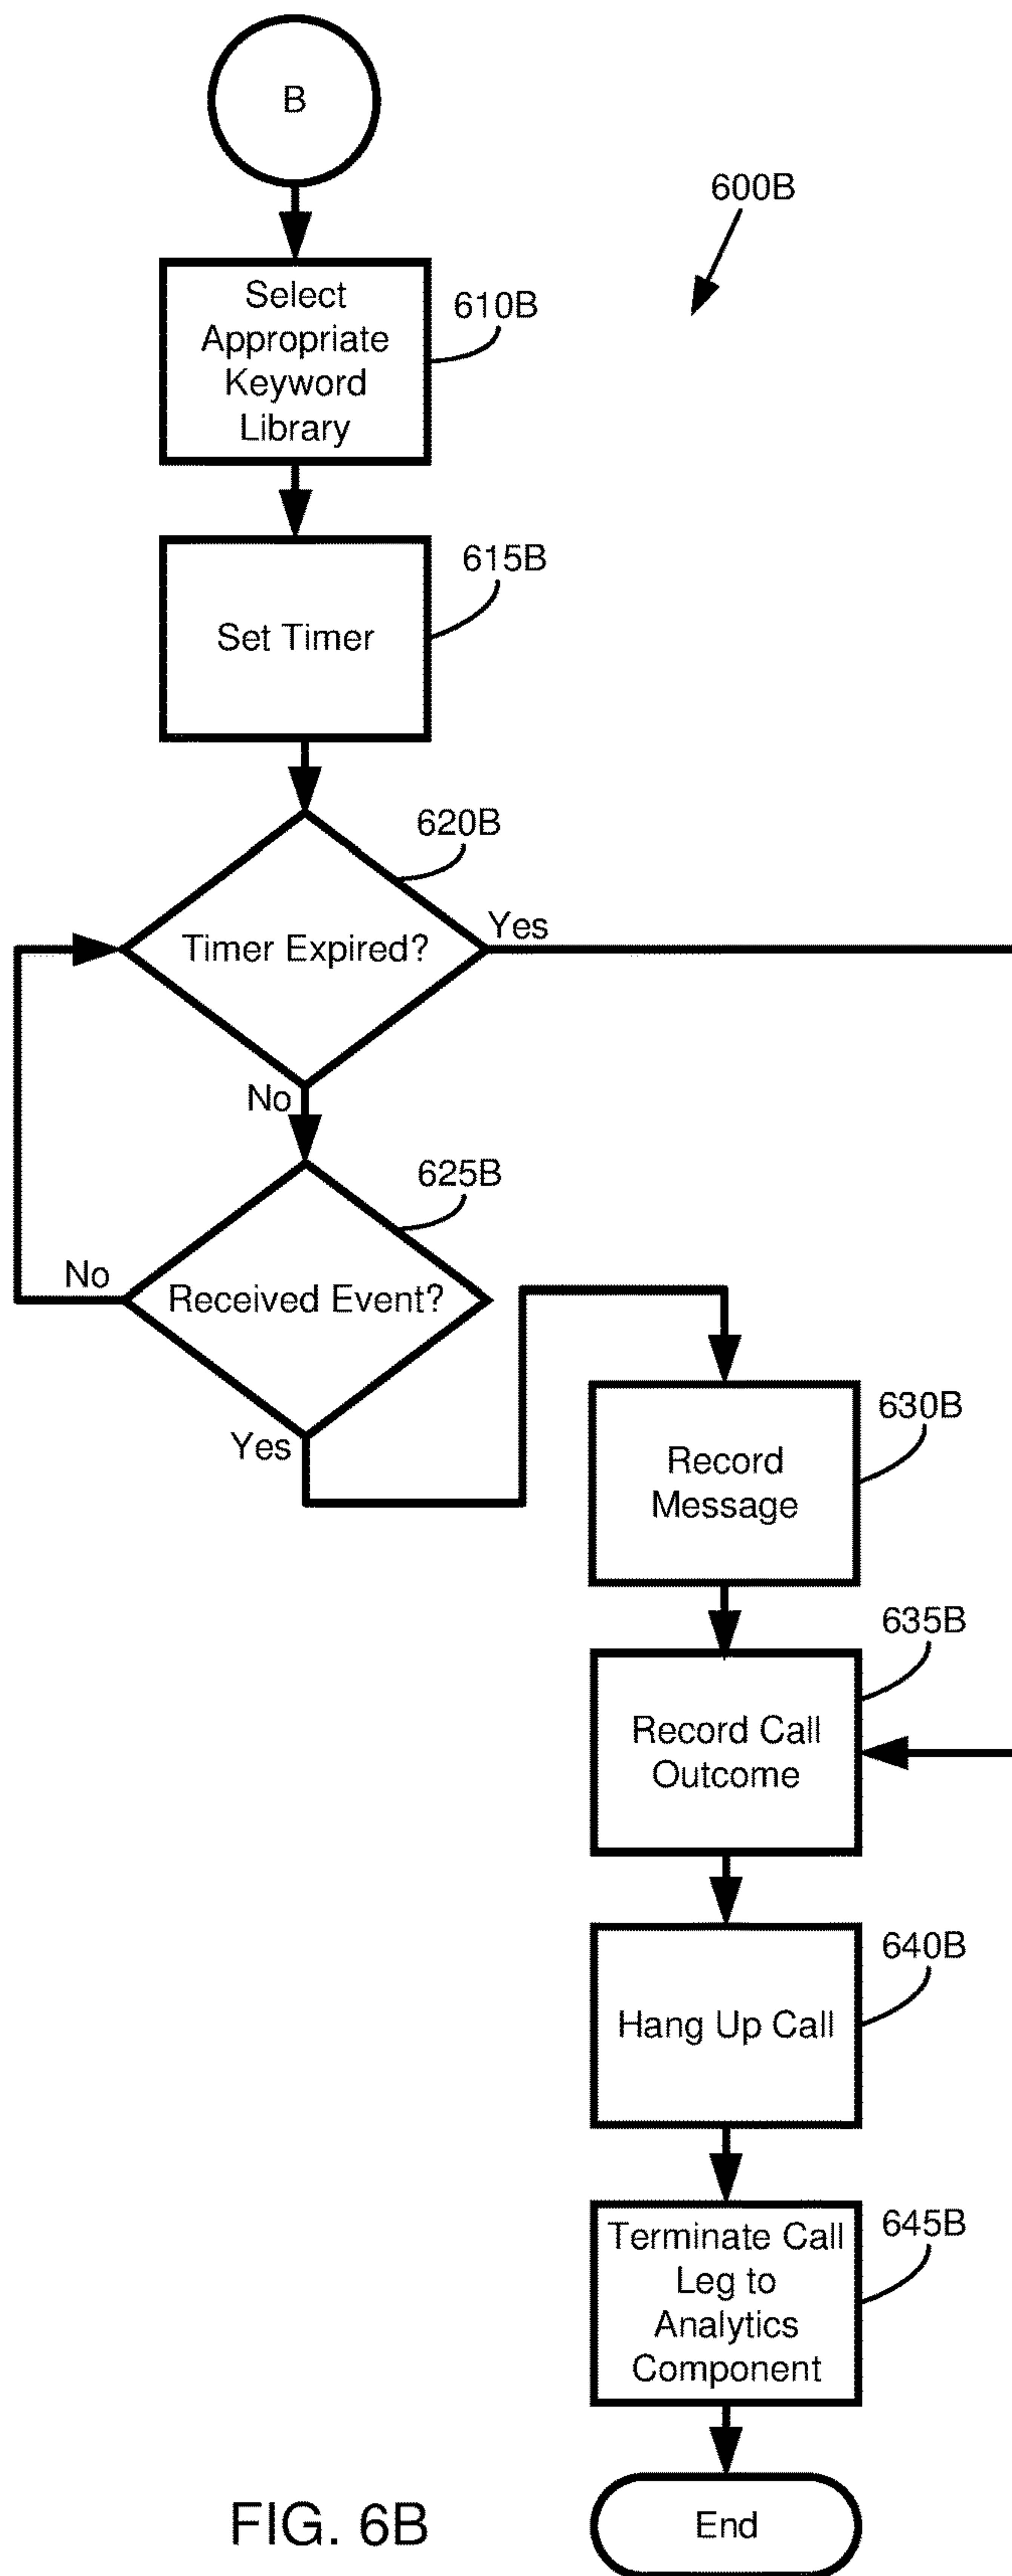 B
600B
Select
Appropriate
Keyword
Library
610B
Set Timer
615B
620B
Timer Expired?
Yes
No
625B
Received Event?
No
Yes
630B
Record
Message
635B
Record Call
Outcome
640B
Hang Up Call
645B
Terminate Call
Leg to
Analytics
Component
End
FIG. 6B